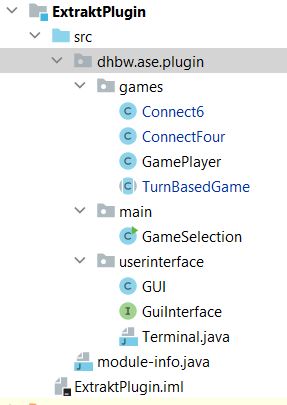 ExtraktPlugin
src
dhbw.ase.plugin
games
Connect6
ConnectFour
GamePlayer
TurnBasedGame
main
GameSelection
userinterface
GUI
GuiInterface
Terminal.java
module-info.java
ExtraktPlugin.iml